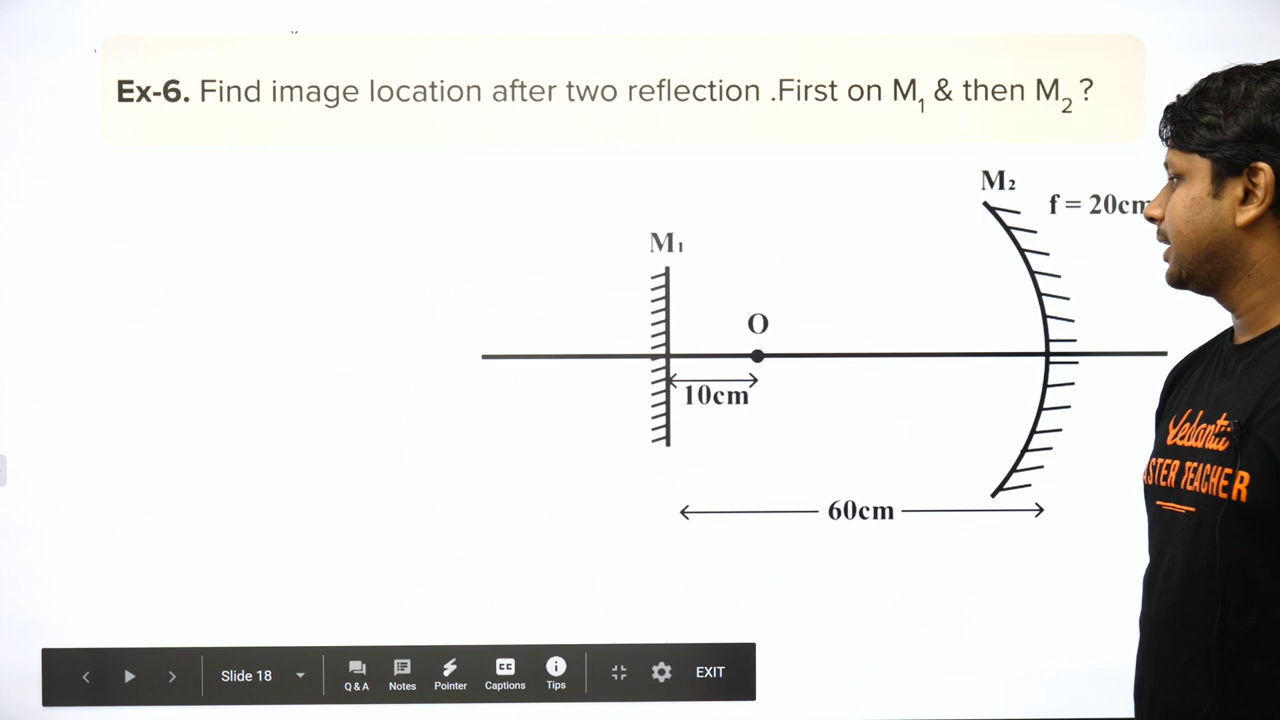 Ex-6. Find image location after two reflection .First on M₁ & then M₂ ?
M₂
f = 20cm
M₁
O
10cm
60cm
Vedantu
MASTER TEACHER
Slide 18
Q & A
Notes
Pointer
CC
Captions
Tips
EXIT